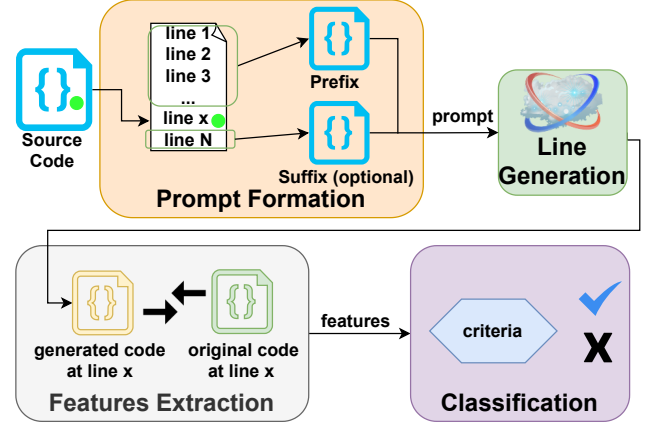 line 1
line 2
line 3
...
line x
line N
{}
Source
Code
{}
Prefix
{}
Suffix (optional)
Prompt Formation
prompt
Line
Generation
{}
generated code
at line x
{}
original code
at line x
Features Extraction
features
criteria
X
Classification